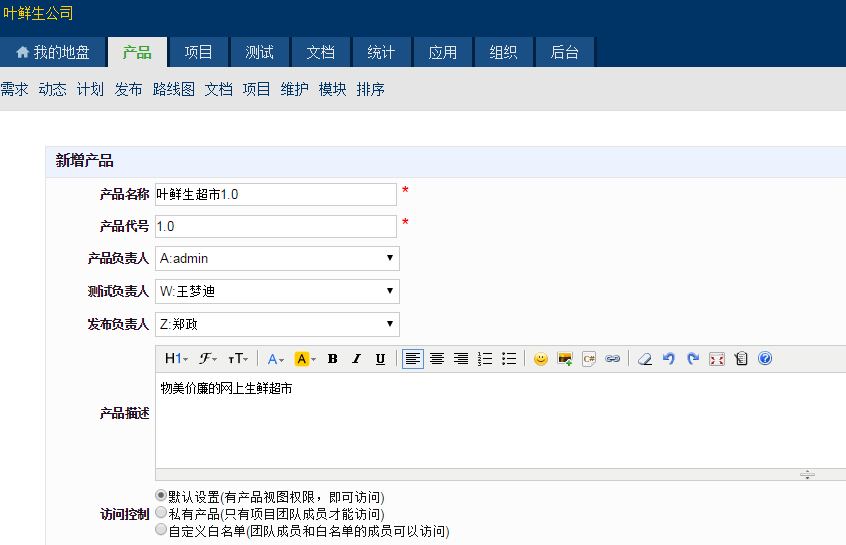 叶鲜生公司
我的地盘 产品 项目 测试 文档 统计 应用 组织 后台
需求 动态 计划 发布 路线图 文档 项目 维护 模块 排序
新增产品
产品名称 叶鲜生超市1.0 *
产品代号 1.0 *
产品负责人 A:admin
测试负责人 W:王梦迪
发布负责人 Z:郑政
H1 F TT A A B I U C#
产品描述 物美价廉的网上生鲜超市
访问控制 默认设置(有产品视图权限，即可访问)
私有产品(只有项目团队成员才能访问)
自定义白名单(团队成员和白名单的成员可以访问)